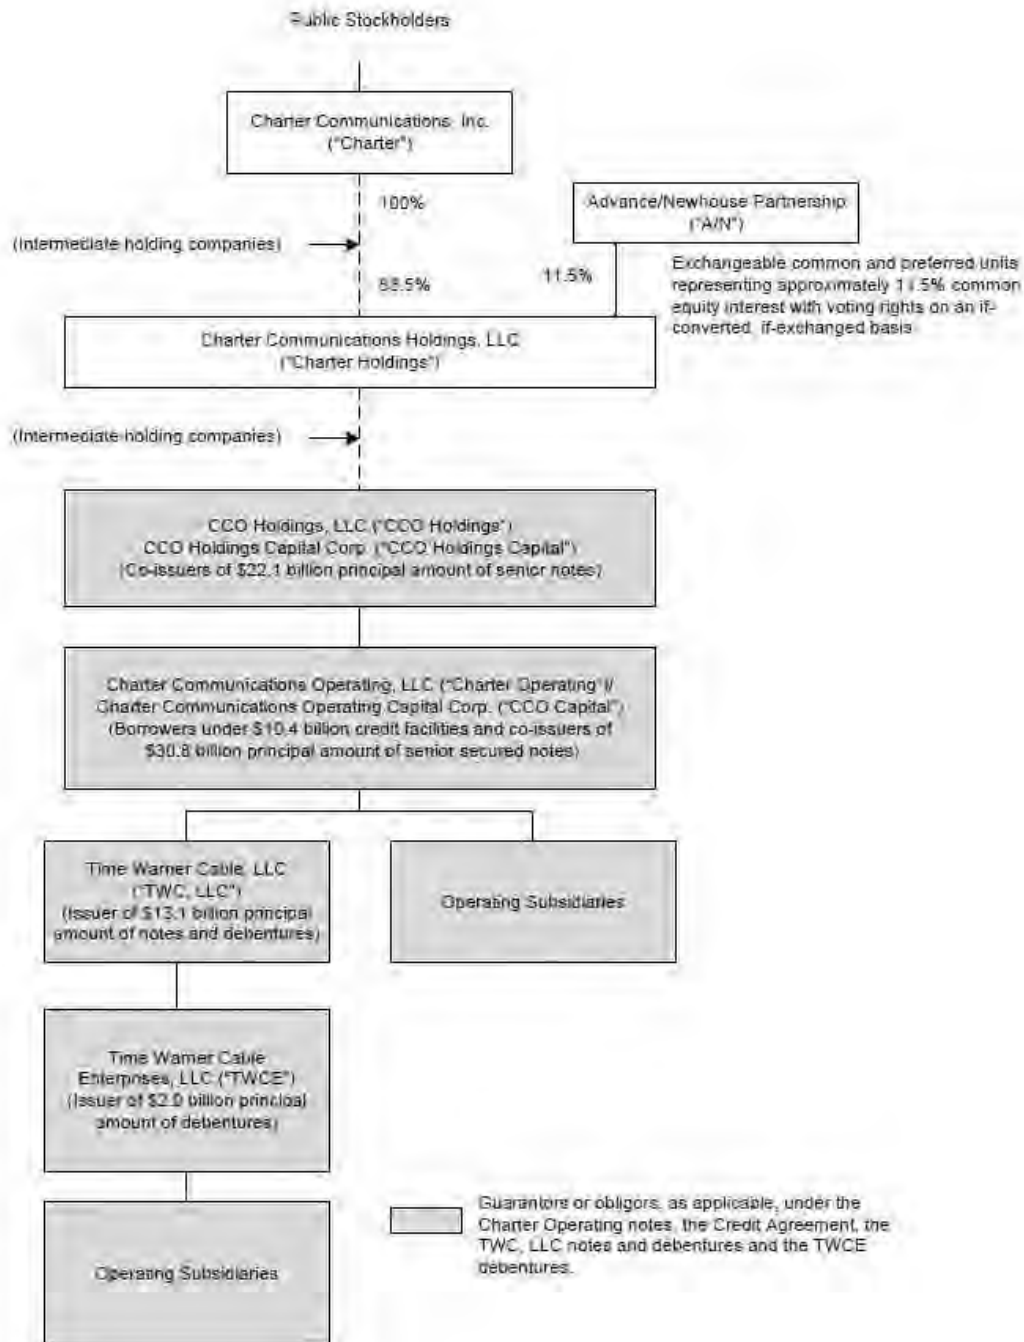 Public Stockholders
Charter Communications, Inc.
("Charter")
100%
Advance/Newhouse Partnership
("A/N")
(Intermediate holding companies)
88.5%
11.5%
Exchangeable common and preferred units
representing approximately 11.5% common
equity interest with voting rights on an if-
converted, if-exchanged basis
Charter Communications Holdings, LLC
("Charter Holdings")
(Intermediate holding companies)
CCO Holdings, LLC ("CCO Holdings")
CCO Holdings Capital Corp. ("CCO Holdings Capital")
(Co-issuers of $22.1 billion principal amount of senior notes)
Charter Communications Operating, LLC ("Charter Operating")/
Charter Communications Operating Capital Corp. ("CCO Capital")
(Borrowers under $10.4 billion credit facilities and co-issuers of
$30.8 billion principal amount of senior secured notes)
Time Warner Cable, LLC
("TWC, LLC")
(Issuer of $13.1 billion principal
amount of notes and debentures)
Operating Subsidiaries
Time Warner Cable
Enterprises, LLC ("TWCE")
(Issuer of $2.0 billion principal
amount of debentures)
Operating Subsidiaries
Guarantors or obligors, as applicable, under the
Charter Operating notes, the Credit Agreement, the
TWC, LLC notes and debentures and the TWCE
debentures.